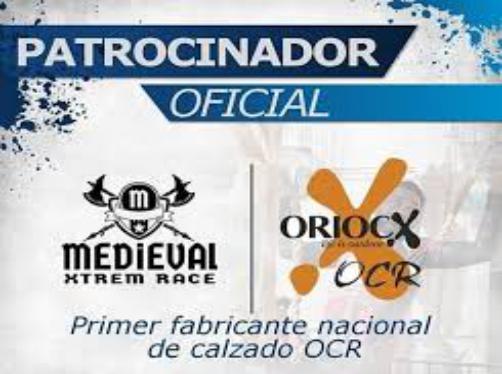 PATROCINADOR
OFICIAL
M
MEDIEVAL
XTREM RACE
ORIOCX
OCR
Primer fabricante nacional
de calzado OCR